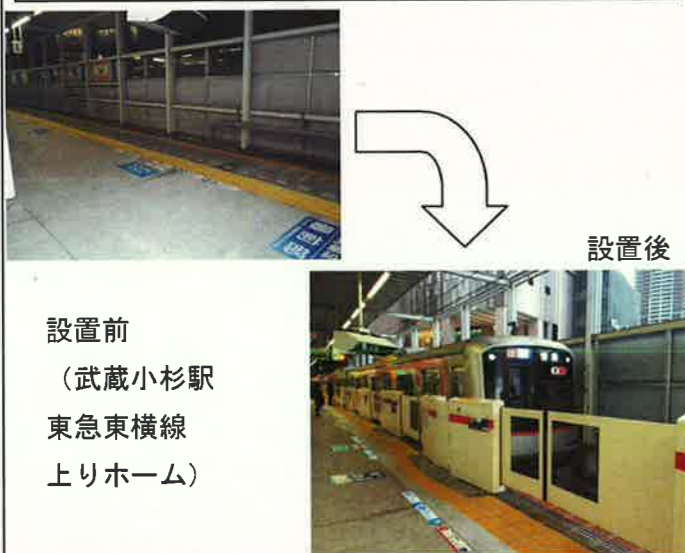 設置後
設置前
（武蔵小杉駅
東急東横線
上りホーム）